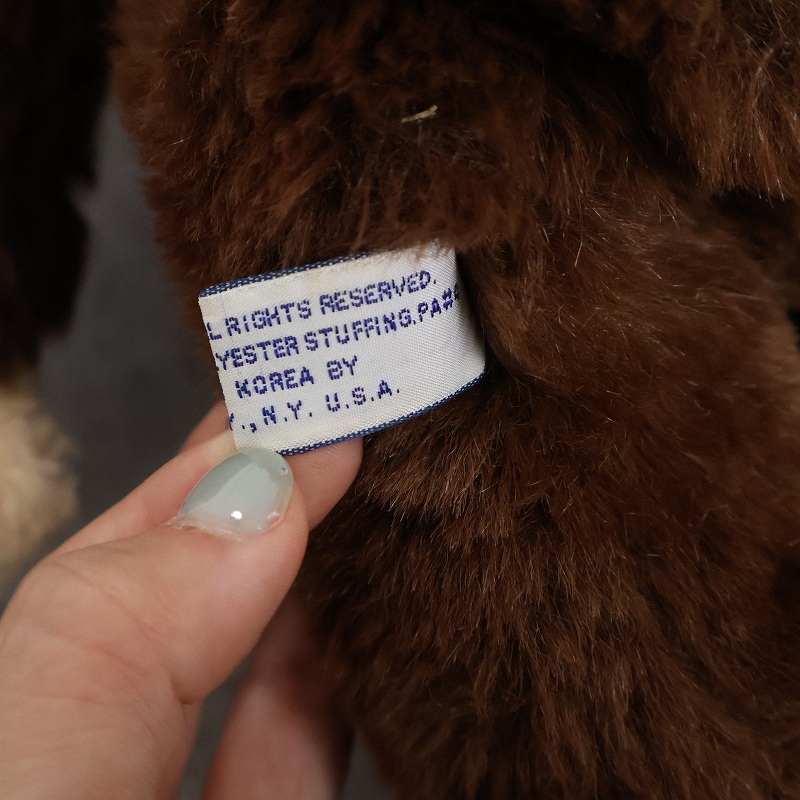 L RIGHTS RESERVED.
YESTER STUFFING.PA#
KOREA BY
Y.,N.Y. U.S.A.